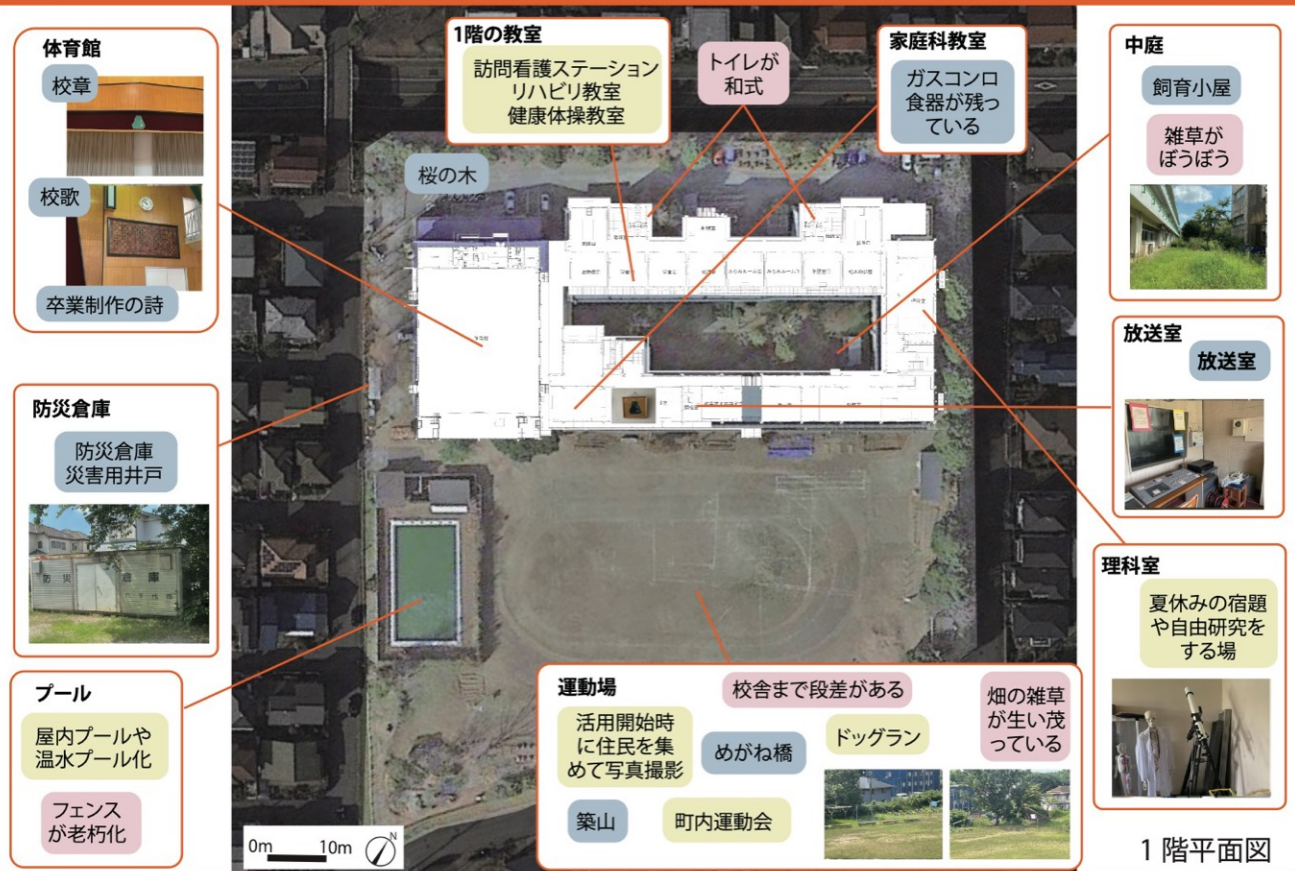 体育館
校章
校歌
卒業制作の詩
1階の教室
訪問看護ステーション
リハビリ教室
健康体操教室
トイレが
和式
家庭科教室
ガスコンロ
食器が残っ
ている
中庭
飼育小屋
雑草が
ぼうぼう
桜の木
防災倉庫
防災倉庫
災害用井戸
防災 倉庫
放送室
放送室
理科室
夏休みの宿題
や自由研究を
する場
プール
屋内プールや
温水プール化
フェンス
が老朽化
運動場
校舎まで段差がある
畑の雑草
が生い茂
っている
活用開始時
に住民を集
めて写真撮影
めがね橋
ドッグラン
築山
町内運動会
0m 10m
N
1階平面図